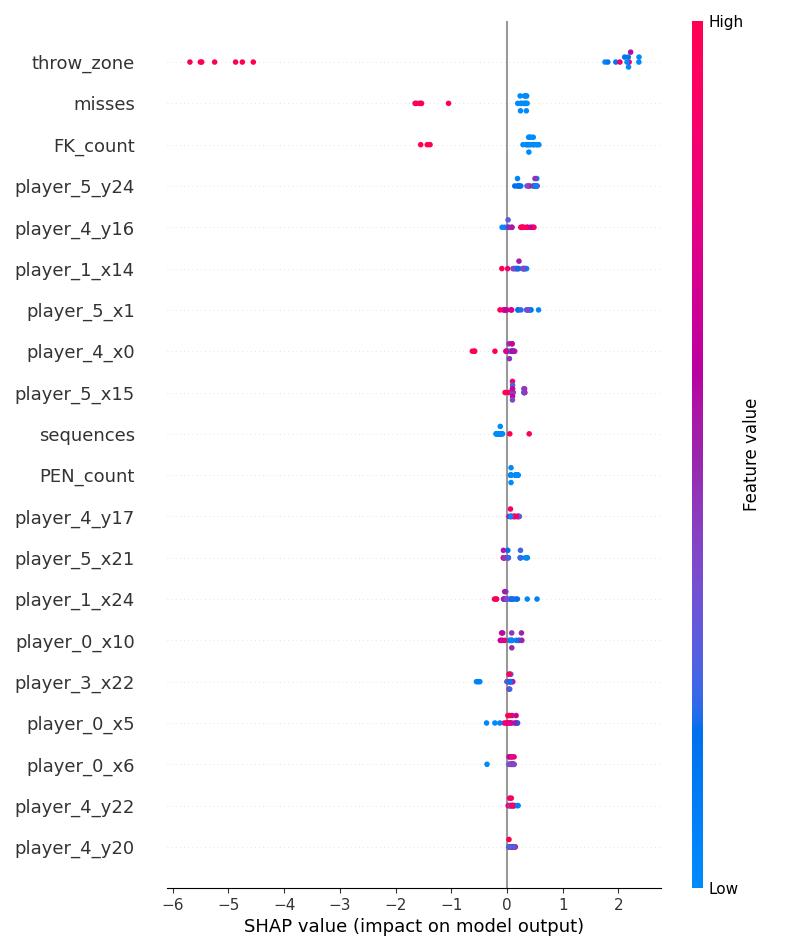 High
throw_zone
misses
FK_count
player_5_y24
player_4_y16
player_1_x14
player_5_x1
player_4_x0
player_5_x15
sequences
PEN_count
player_4_y17
player_5_x21
player_1_x24
player_0_x10
player_3_x22
player_0_x5
player_0_x6
player_4_y22
player_4_y20
Feature value
Low
−6 −5 −4 −3 −2 −1 0 1 2
SHAP value (impact on model output)